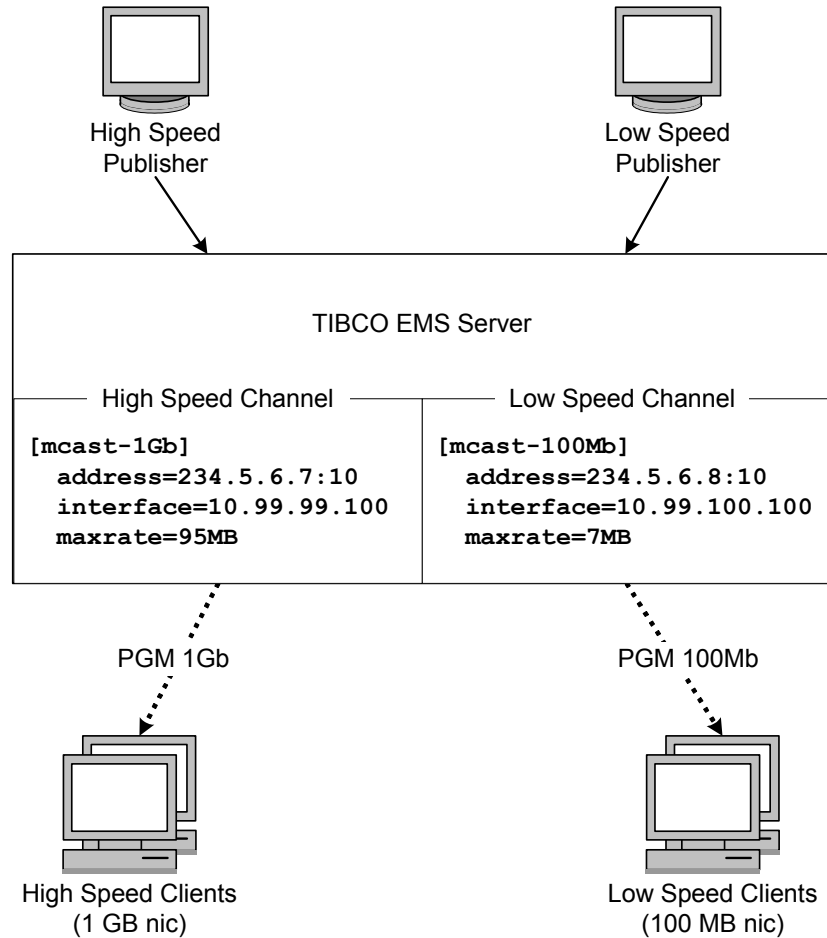 High Speed
Publisher
Low Speed
Publisher
TIBCO EMS Server
High Speed Channel
[mcast-1Gb]
address=234.5.6.7:10
interface=10.99.99.100
maxrate=95MB
Low Speed Channel
[mcast-100Mb]
address=234.5.6.8:10
interface=10.99.100.100
maxrate=7MB
PGM 1Gb
PGM 100Mb
High Speed Clients
(1 GB nic)
Low Speed Clients
(100 MB nic)